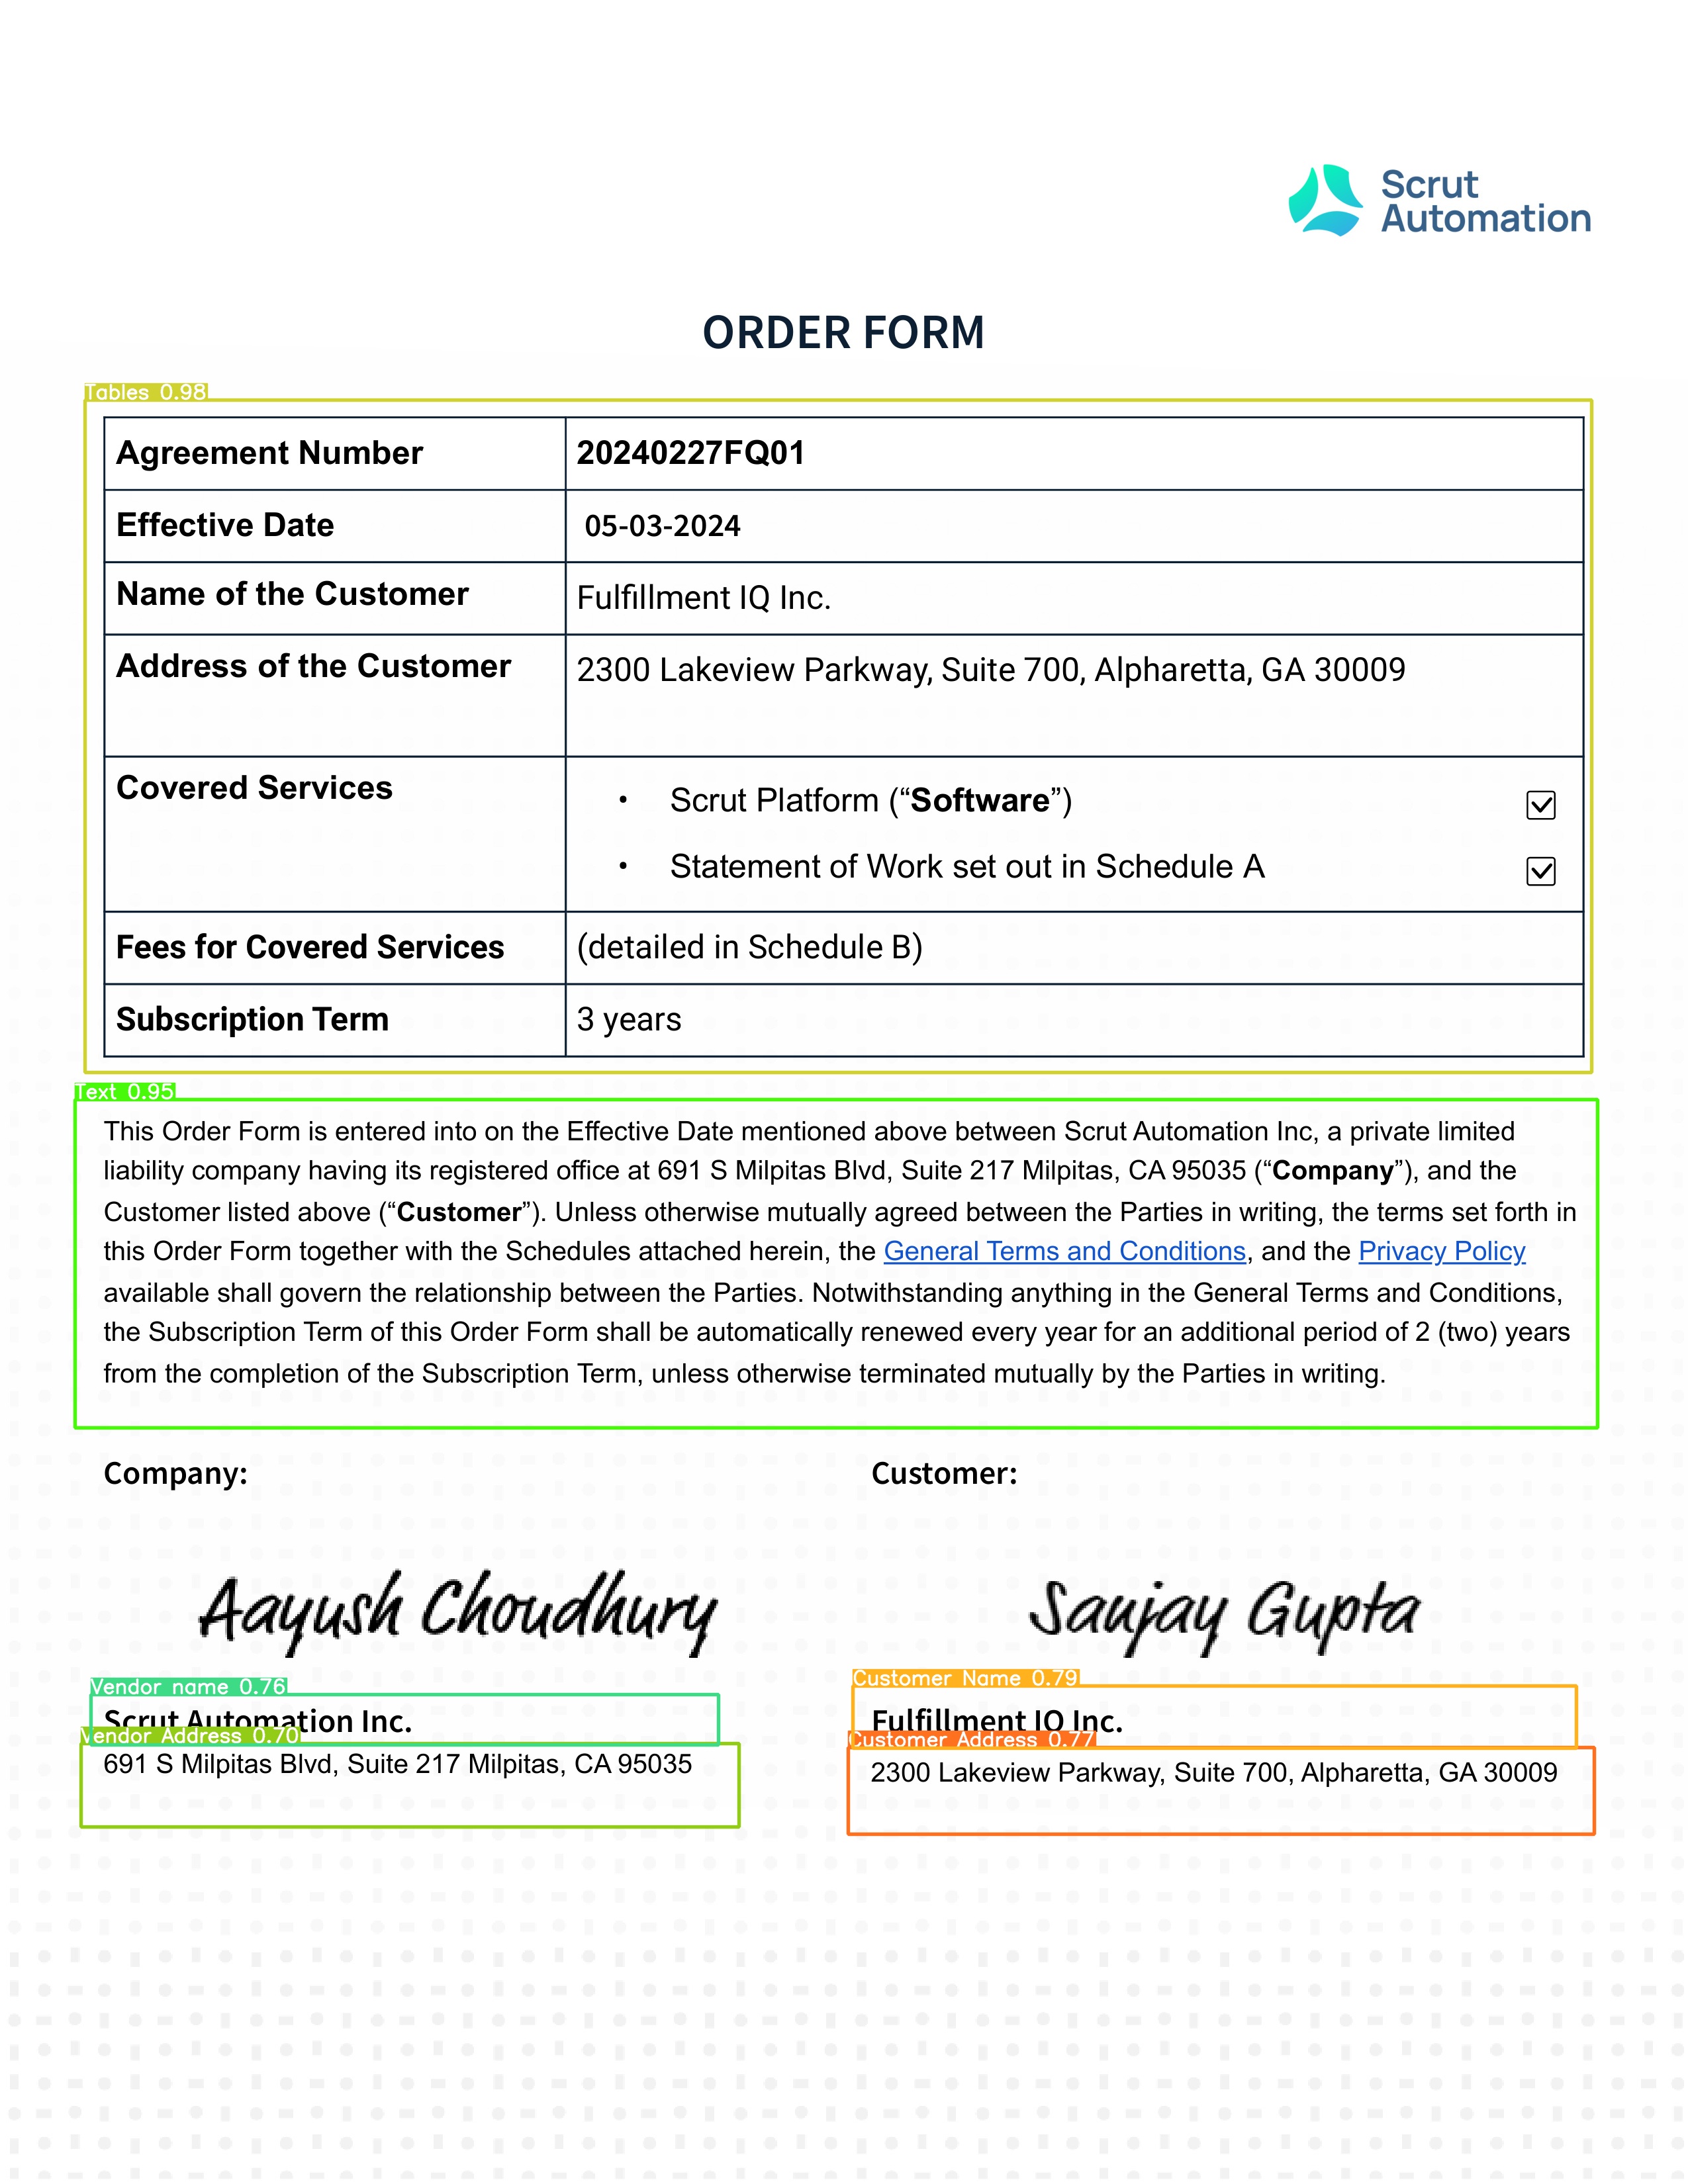 Scrut
Automation
ORDER FORM
Tables 0.98
Agreement Number 20240227FQ01
Effective Date 05-03-2024
Name of the Customer Fulfillment IQ Inc.
Address of the Customer 2300 Lakeview Parkway, Suite 700, Alpharetta, GA 30009
Covered Services • Scrut Platform (“Software”)
• Statement of Work set out in Schedule A
Fees for Covered Services (detailed in Schedule B)
Subscription Term 3 years
Text 0.95
This Order Form is entered into on the Effective Date mentioned above between Scrut Automation Inc, a private limited
liability company having its registered office at 691 S Milpitas Blvd, Suite 217 Milpitas, CA 95035 (“Company”), and the
Customer listed above (“Customer”). Unless otherwise mutually agreed between the Parties in writing, the terms set forth in
this Order Form together with the Schedules attached herein, the General Terms and Conditions, and the Privacy Policy
available shall govern the relationship between the Parties. Notwithstanding anything in the General Terms and Conditions,
the Subscription Term of this Order Form shall be automatically renewed every year for an additional period of 2 (two) years
from the completion of the Subscription Term, unless otherwise terminated mutually by the Parties in writing.
Company: Customer:
Aayush Choudhury Sanjay Gupta
Vendor name 0.76 Customer Name 0.79
Scrut Automation Inc. Fulfillment IQ Inc.
Vendor Address 0.70 Customer Address 0.77
691 S Milpitas Blvd, Suite 217 Milpitas, CA 95035 2300 Lakeview Parkway, Suite 700, Alpharetta, GA 30009